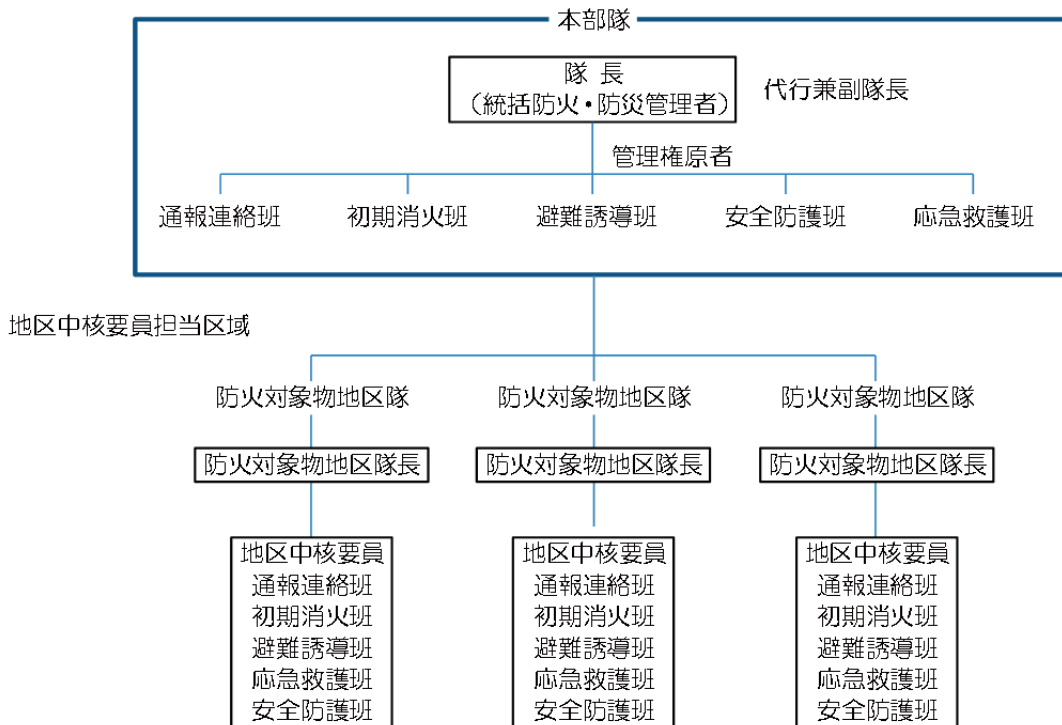 本部隊
隊 長
（統括防火・防災管理者）
代行兼副隊長
管理権原者
通報連絡班 初期消火班 避難誘導班 安全防護班 応急救護班
地区中核要員担当区域
防火対象物地区隊 防火対象物地区隊 防火対象物地区隊
防火対象物地区隊長 防火対象物地区隊長 防火対象物地区隊長
地区中核要員 地区中核要員 地区中核要員
通報連絡班 通報連絡班 通報連絡班
初期消火班 初期消火班 初期消火班
避難誘導班 避難誘導班 避難誘導班
応急救護班 応急救護班 応急救護班
安全防護班 安全防護班 安全防護班